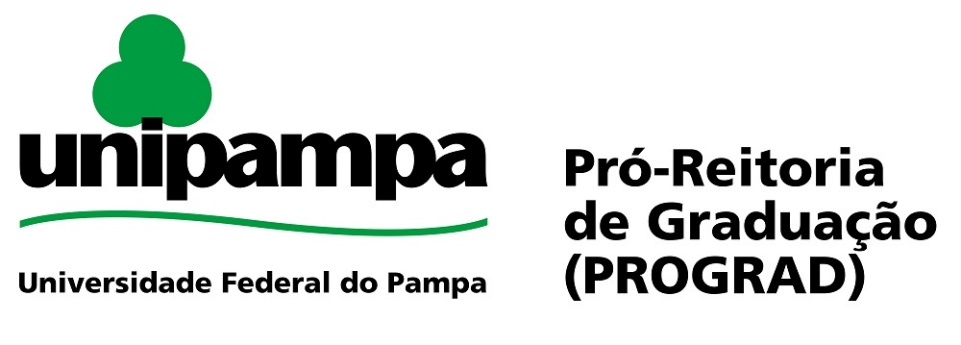 unipampa
Universidade Federal do Pampa
Pró-Reitoria
de Graduação
(PROGRAD)